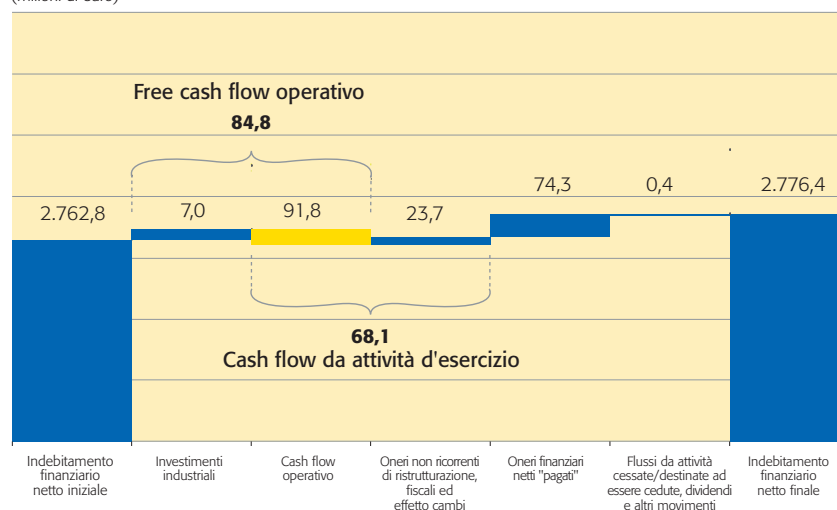 (milioni di euro)
Free cash flow operativo
84,8
2.762,8
7,0
91,8
23,7
74,3
0,4
2.776,4
68,1
Cash flow da attività d'esercizio
Indebitamento
finanziario
netto iniziale
Investimenti
industriali
Cash flow
operativo
Oneri non ricorrenti
di ristrutturazione,
fiscali ed
effetto cambi
Oneri finanziari
netti "pagati"
Flussi da attività
cessate/destinate ad
essere cedute, dividendi
e altri movimenti
Indebitamento
finanziario
netto finale